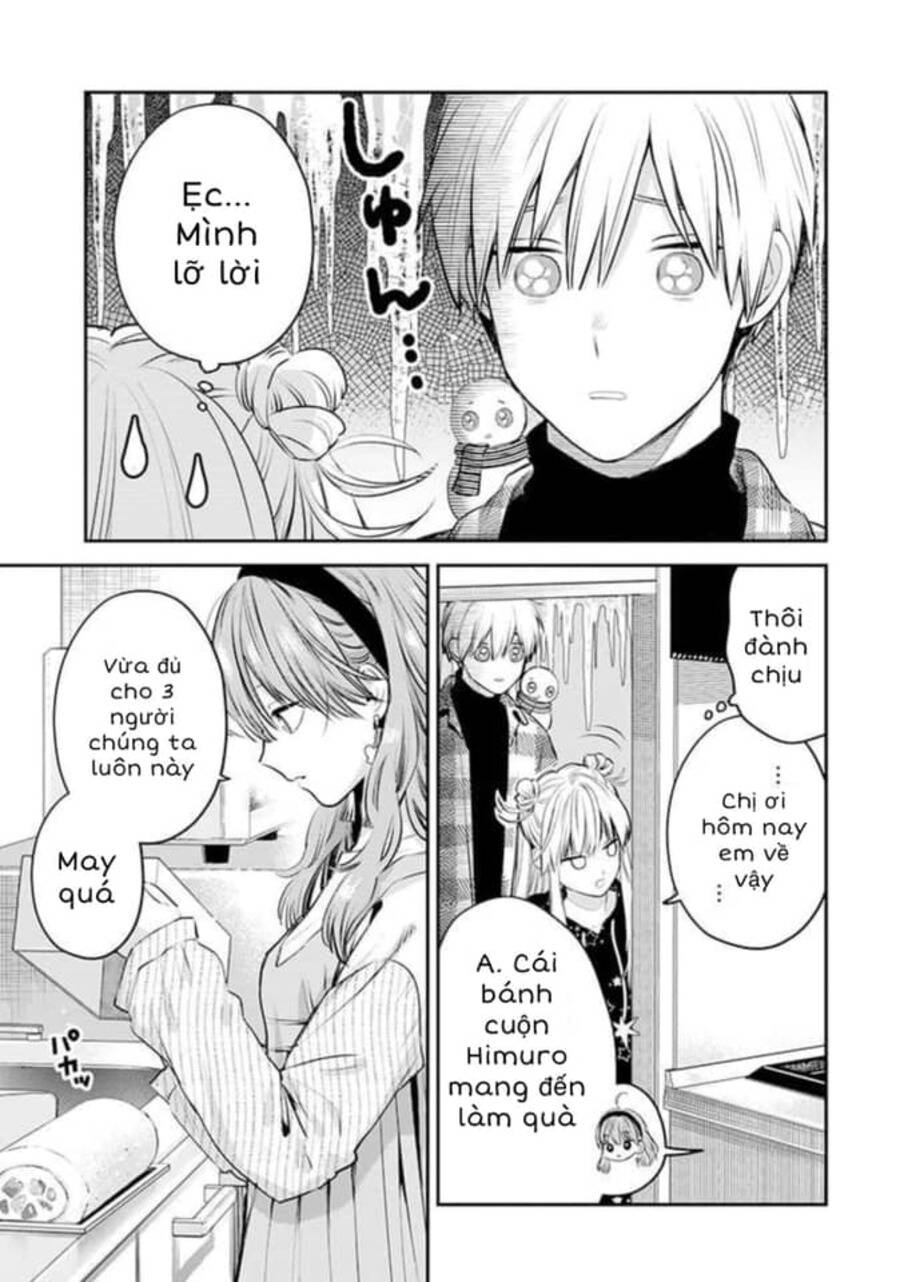 しゅん…
Ẹc...
Mình
lỡ lời
Thôi
đành
chịu
...
Chị ơi
hôm nay
em về
vậy
...
A. Cái
bánh
cuộn
Himuro
mang đến
làm quà
Vừa đủ
cho 3
người
chúng ta
luôn này
May
quá
パカッ